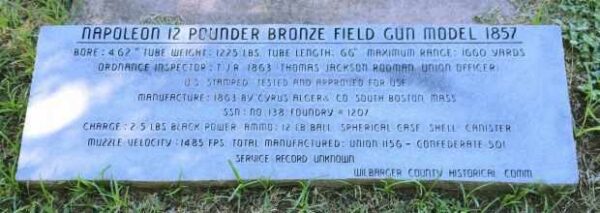 NAPOLEON 12 POUNDER BRONZE FIELD GUN MODEL 1857
BORE: 4.62" TUBE WEIGHT: 1225 LBS. TUBE LENGTH: 66" MAXIMUM RANGE: 1600 YARDS
ORDNANCE INSPECTOR: T.J.R. 1863 (THOMAS JACKSON RODMAN UNION OFFICER)
U.S. STAMPED TESTED AND APPROVED FOR USE
MANUFACTURE: 1863 BY CYRUS ALGER & CO. SOUTH BOSTON MASS
SSN: NO. 138 FOUNDRY # 1207
CHARGE: 2.5 LBS BLACK POWER AMMO: 12 LB BALL SPHERICAL CASE SHELL CANISTER
MUZZLE VELOCITY: 1485 FPS. TOTAL MANUFACTURED: UNION 1156 - CONFEDERATE 501
SERVICE RECORD UNKNOWN
WILBARGER COUNTY HISTORICAL COMM